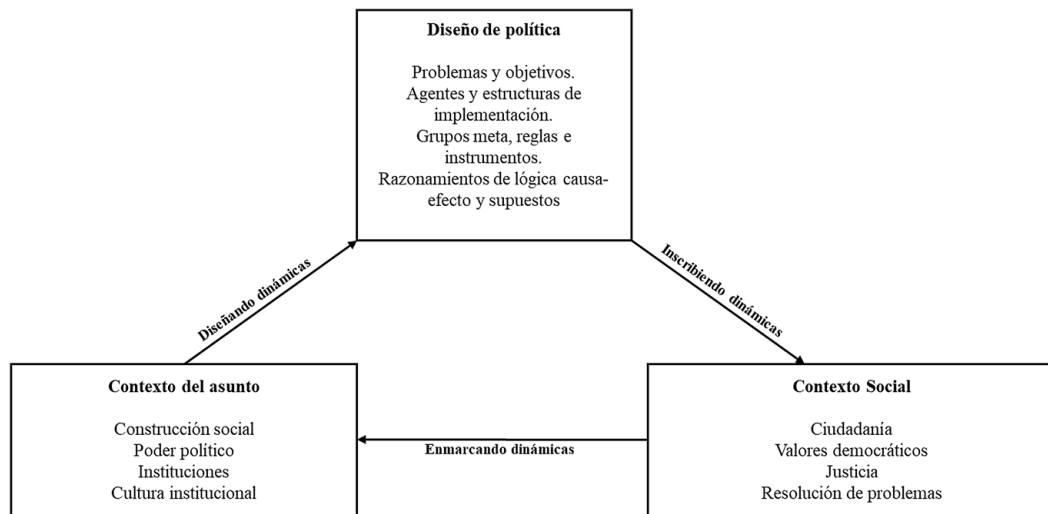 Diseño de política
Problemas y objetivos.
Agentes y estructuras de
implementación.
Grupos meta, reglas e
instrumentos.
Razonamientos de lógica causa-
efecto y supuestos
Diseñando dinámicas
Inscribiendo dinámicas
Contexto del asunto
Construcción social
Poder político
Instituciones
Cultura institucional
Enmarcando dinámicas
Contexto Social
Ciudadanía
Valores democráticos
Justicia
Resolución de problemas